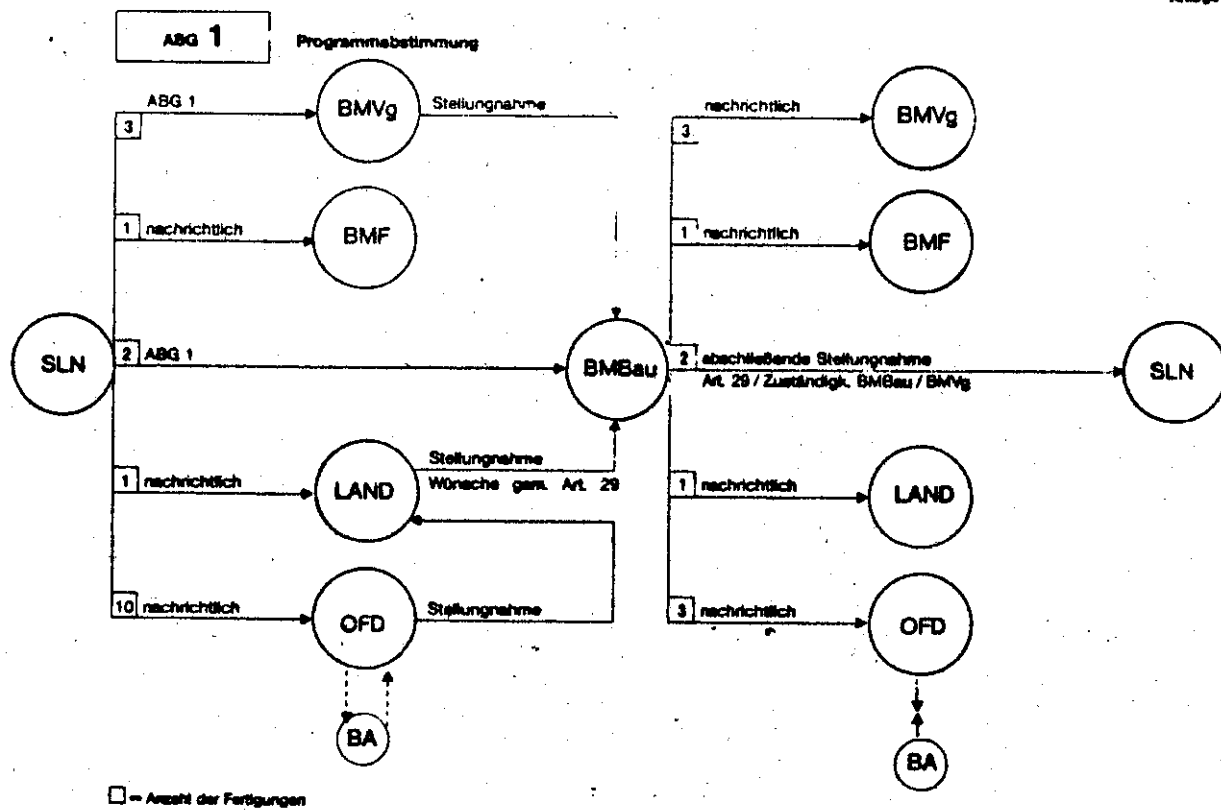 Anlage
ABG 1
Programmabstimmung
ABG 1
3
BMVg
Stellungnahme
nachrichtlich
3
BMVg
1 nachrichtlich
BMF
1 nachrichtlich
BMF
SLN
2 ABG 1
BMBau
2 abschließende Stellungnahme
Art. 29 / Zuständigk. BMBau / BMVg
SLN
1 nachrichtlich
LAND
Stellungnahme
Wünsche gem. Art. 29
1 nachrichtlich
LAND
10 nachrichtlich
OFD
Stellungnahme
3 nachrichtlich
OFD
BA
BA
= Anzahl der Fertigungen